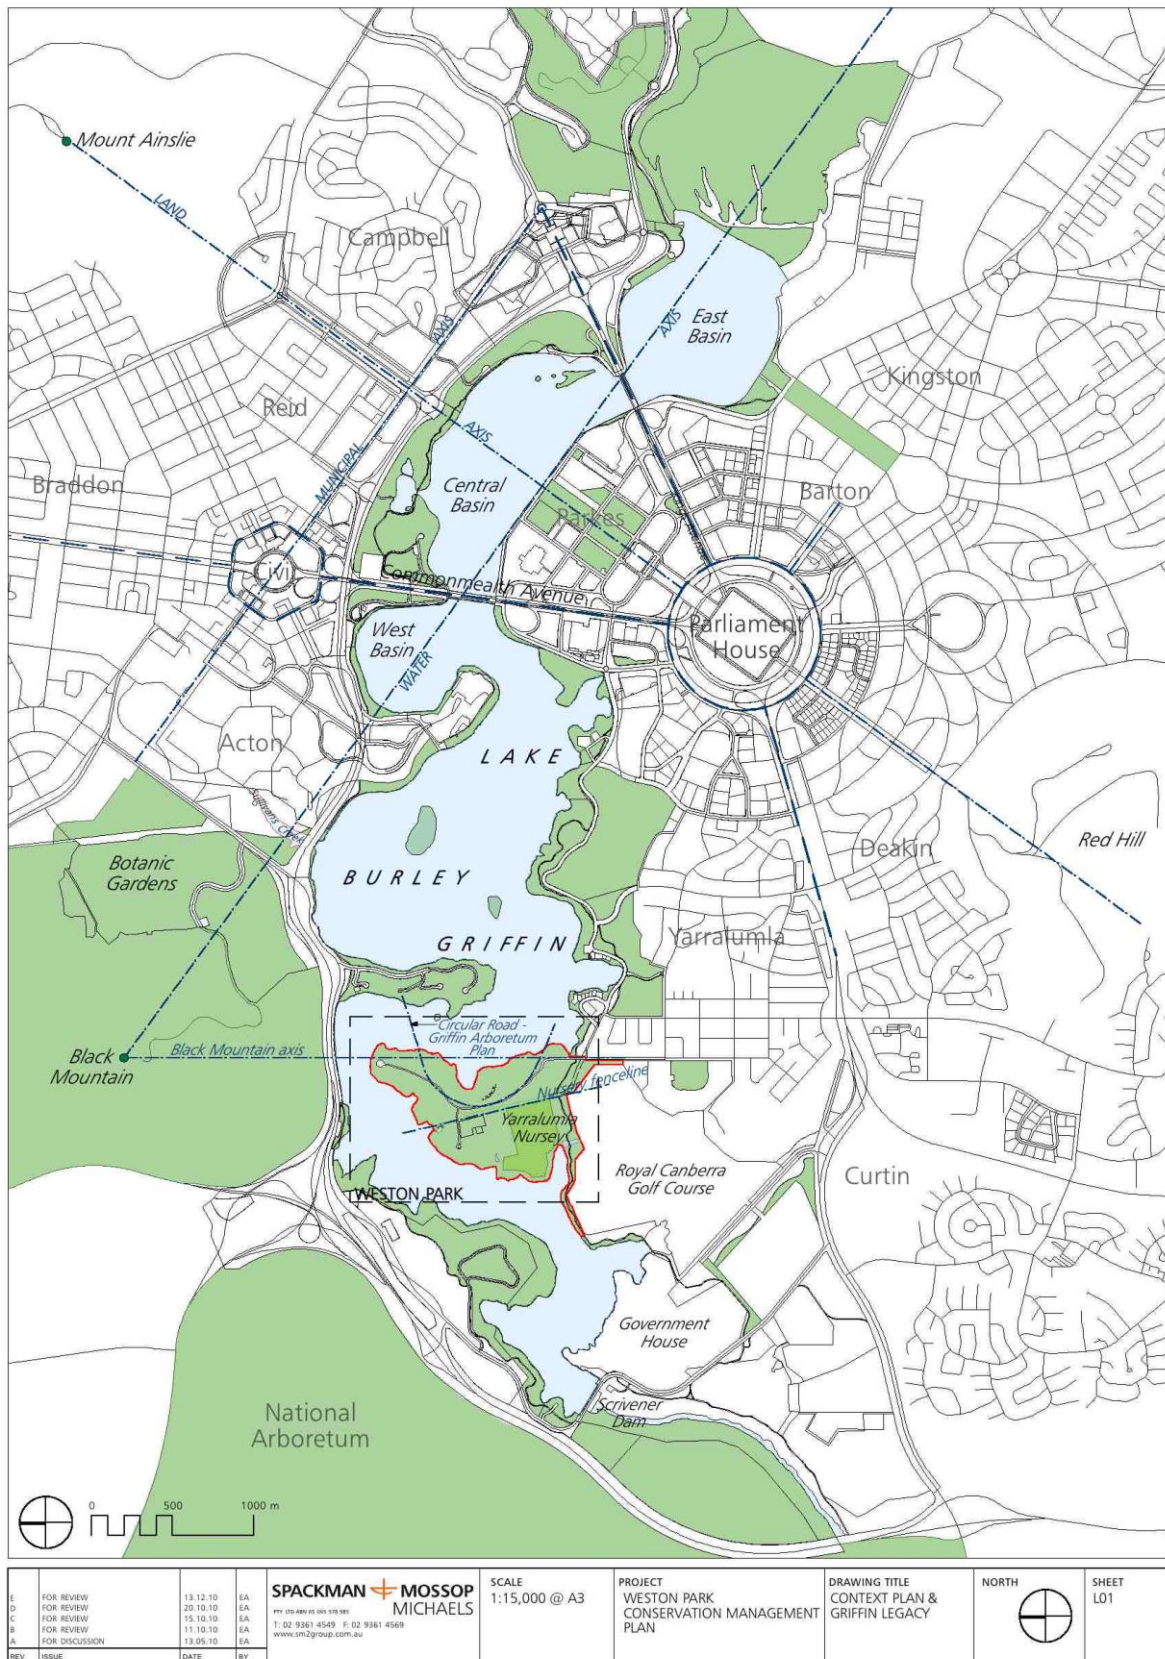 Mount Ainslie
LAND
Campbell
AXIS
East
Basin
AXIS
Kingston
Reid
AXIS
MUNICIPAL
Braddon
Central
Basin
Barton
Parkes
Commonwealth Avenue
West
Basin
WATER
Parliament
House
Acton
LAKE
Sullivans Creek
Botanic
Gardens
Deakin
Red Hill
BURLEY
GRIFFIN
Yarralumla
Circular Road -
Griffin Arboretum
Plan
Black
Mountain
Black Mountain axis
Nursery fenceline
Yarralumla
Nursey
WESTON PARK
Royal Canberra
Golf Course
Curtin
Government
House
Scrivener
Dam
National
Arboretum
0 500 1000 m
E FOR REVIEW 13.12.10 EA
D FOR REVIEW 20.10.10 EA
C FOR REVIEW 15.10.10 EA
B FOR REVIEW 11.10.10 EA
A FOR DISCUSSION 13.05.10 EA
REV ISSUE DATE BY
SPACKMAN MOSSOP
MICHAELS
T: 02 9361 4549 F: 02 9361 4569
www.sm2group.com.au
SCALE
1:15,000 @ A3
PROJECT
WESTON PARK
CONSERVATION MANAGEMENT
PLAN
DRAWING TITLE
CONTEXT PLAN &
GRIFFIN LEGACY
NORTH
SHEET
L01